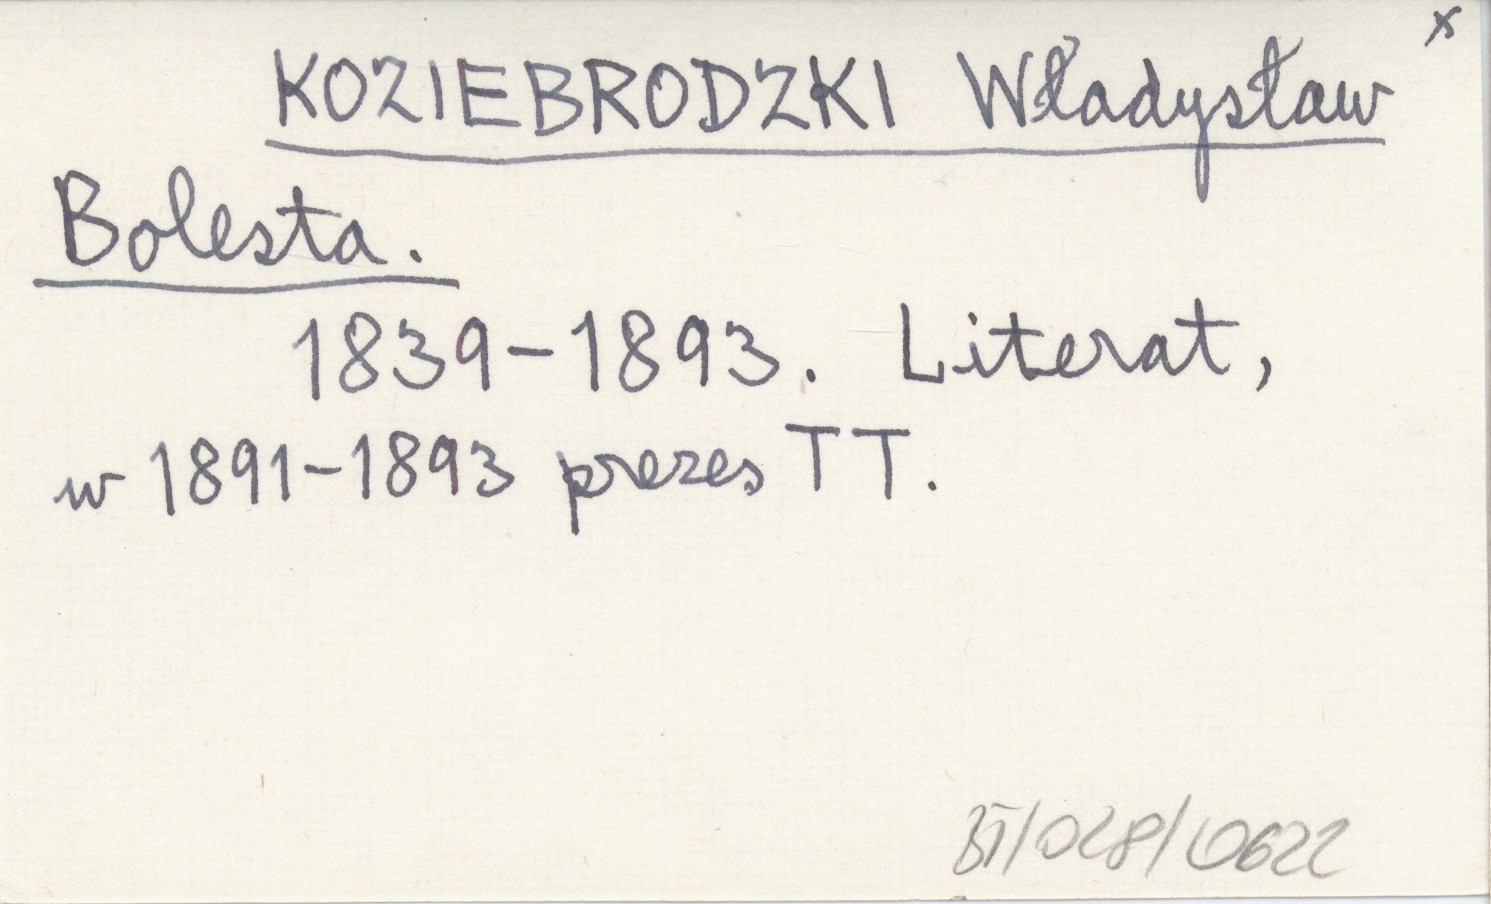 x
KOZIEBRODZKI Władysław
Bolesta.
1839-1893. Literat,
w 1891-1893 prezes TT.
BT/028/0622